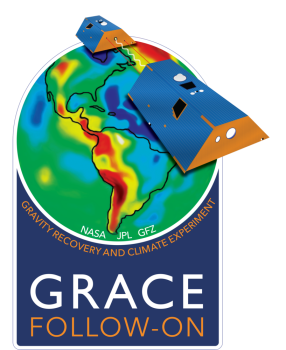 NASA JPL GFZ
GRAVITY RECOVERY AND CLIMATE EXPERIMENT
GRACE
FOLLOW-ON